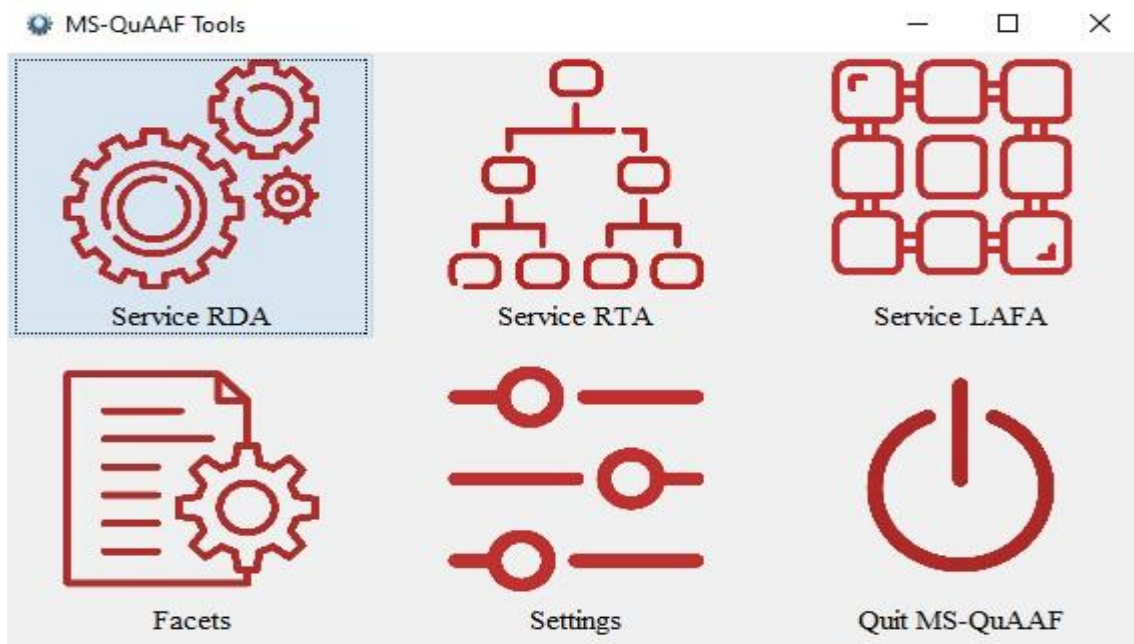 MS-QuAAF Tools
Service RDA
Service RTA
Service LAFA
Facets
Settings
Quit MS-QuAAF